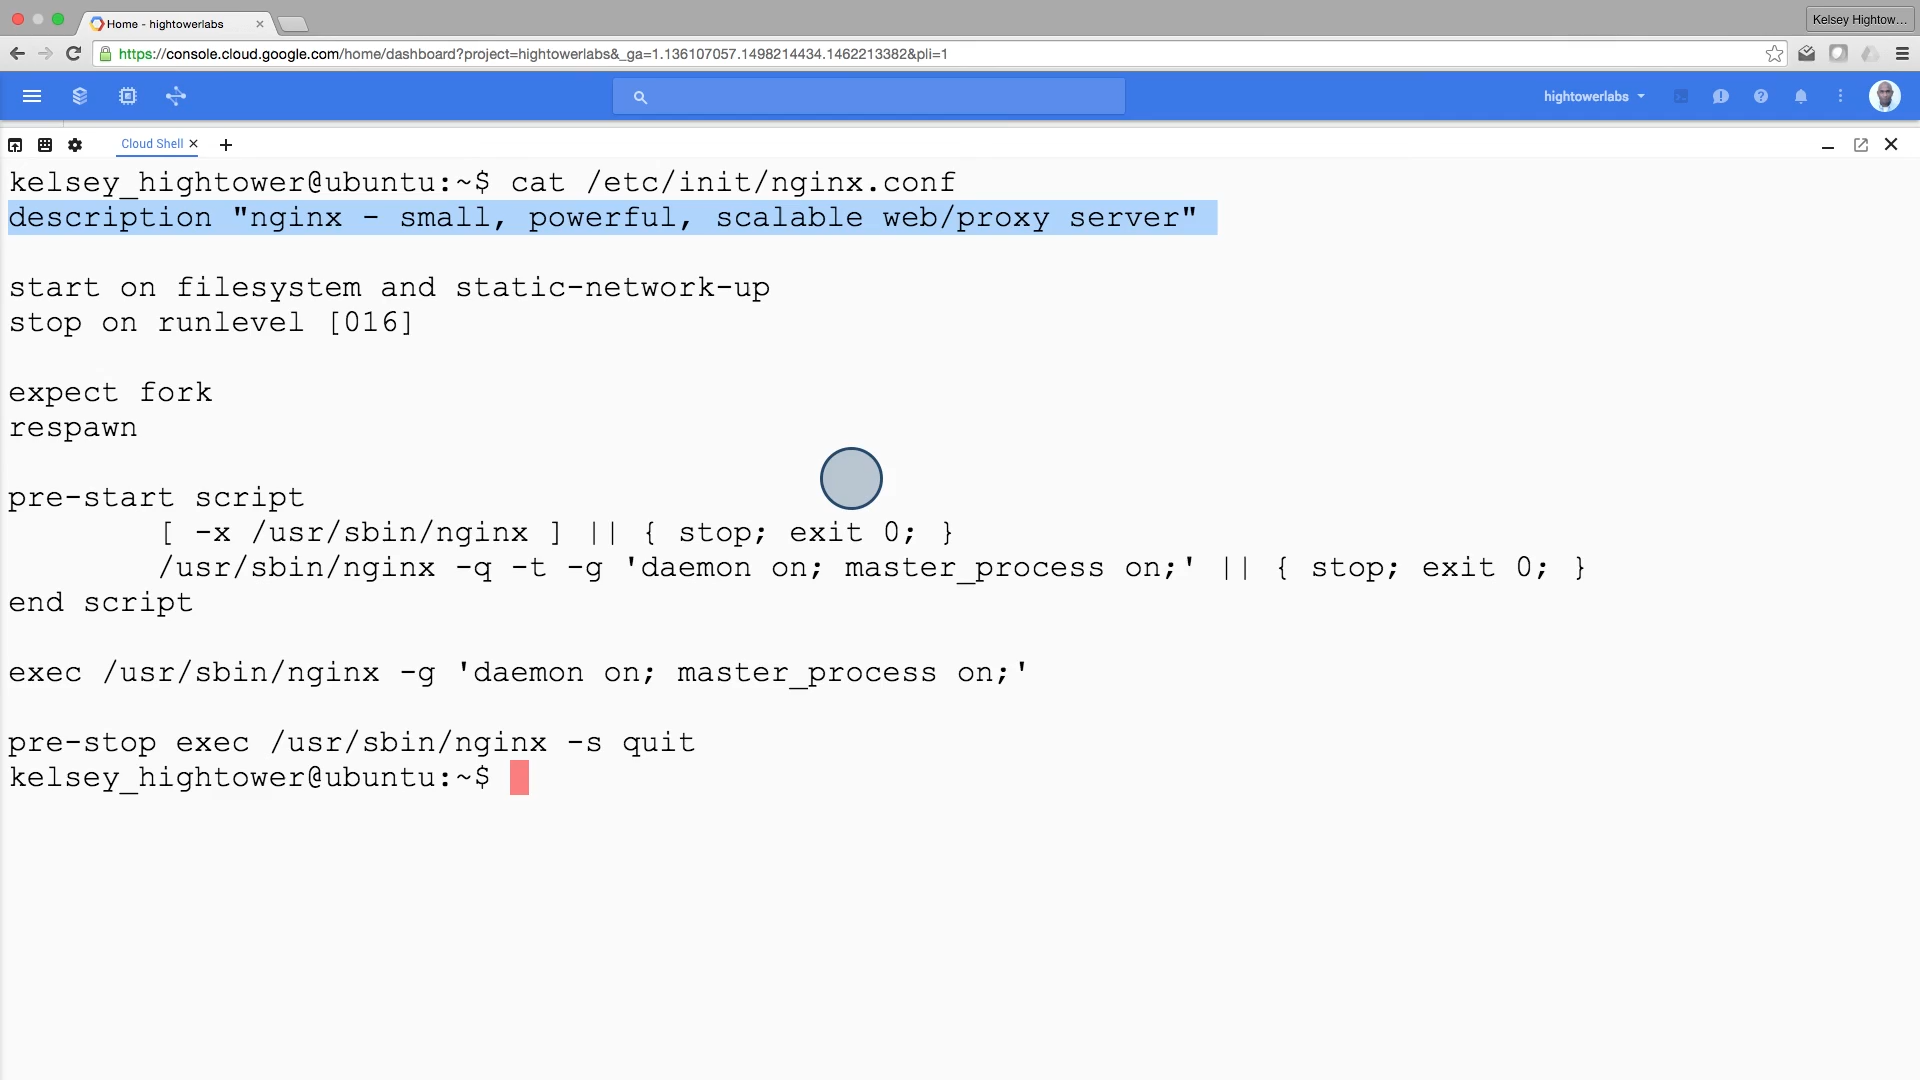 Home - hightowerlabs
Kelsey Hightow...
https://console.cloud.google.com/home/dashboard?project=hightowerlabs&_ga=1.136107057.1498214434.1462213382&pli=1
hightowerlabs
Cloud Shell
kelsey_hightower@ubuntu:~$ cat /etc/init/nginx.conf
description "nginx - small, powerful, scalable web/proxy server"
start on filesystem and static-network-up
stop on runlevel [016]
expect fork
respawn
pre-start script
[ -x /usr/sbin/nginx ] || { stop; exit 0; }
/usr/sbin/nginx -q -t -g 'daemon on; master_process on;' || { stop; exit 0; }
end script
exec /usr/sbin/nginx -g 'daemon on; master_process on;'
pre-stop exec /usr/sbin/nginx -s quit
kelsey_hightower@ubuntu:~$